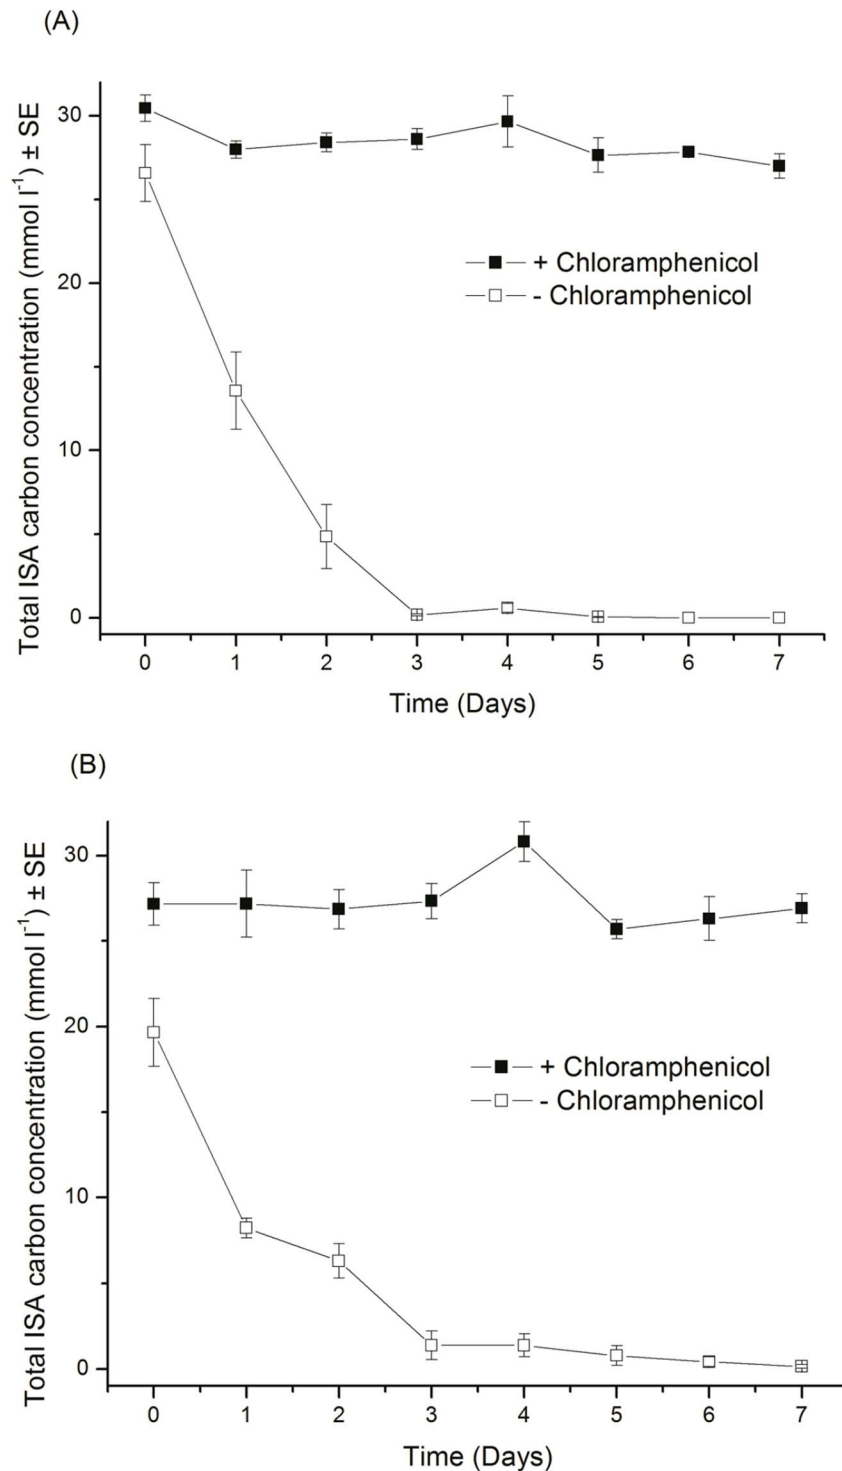 (A)
Total ISA carbon concentration (mmol l⁻¹) ± SE
30
20
10
0
+ Chloramphenicol
- Chloramphenicol
0 1 2 3 4 5 6 7
Time (Days)
(B)
Total ISA carbon concentration (mmol l⁻¹) ± SE
30
20
10
0
+ Chloramphenicol
- Chloramphenicol
0 1 2 3 4 5 6 7
Time (Days)